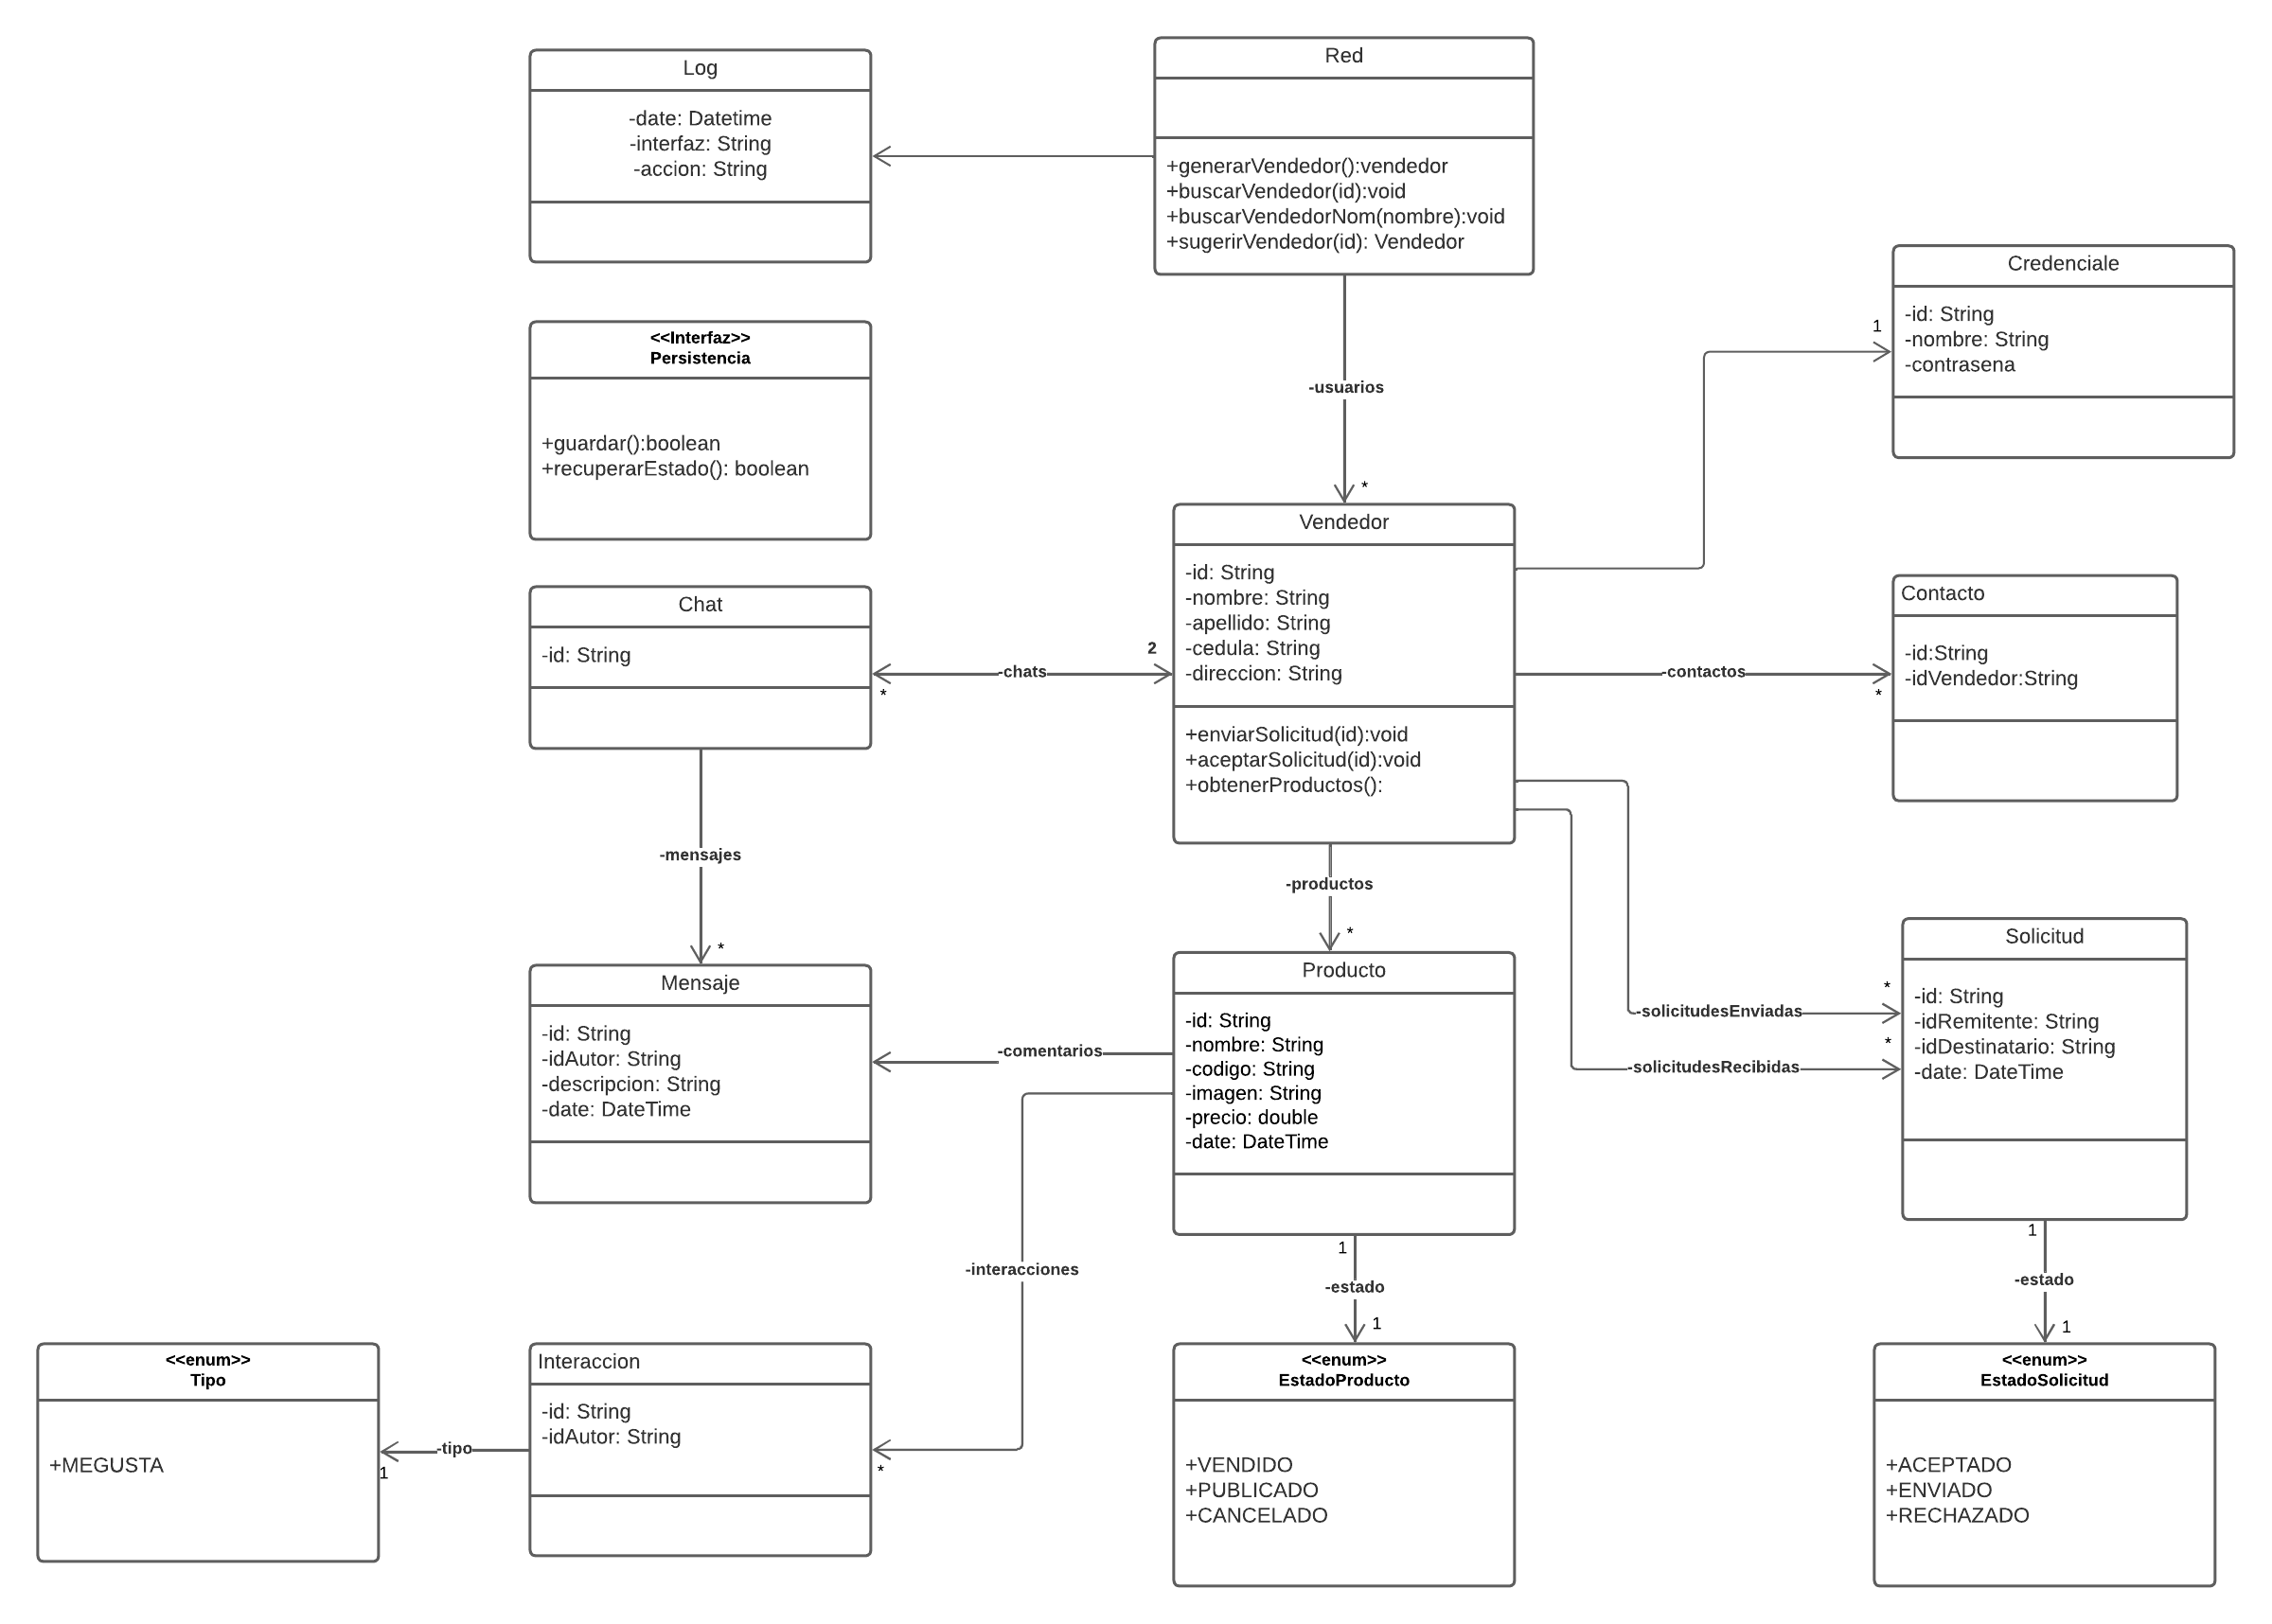 Log
-date: Datetime
-interfaz: String
-accion: String
Red
+generarVendedor():vendedor
+buscarVendedor(id):void
+buscarVendedorNom(nombre):void
+sugerirVendedor(id): Vendedor
Credenciale
-id: String
-nombre: String
-contrasena
1
<<Interfaz>>
Persistencia
+guardar():boolean
+recuperarEstado(): boolean
-usuarios
*
Vendedor
-id: String
-nombre: String
-apellido: String
-cedula: String
-direccion: String
+enviarSolicitud(id):void
+aceptarSolicitud(id):void
+obtenerProductos():
Chat
-id: String
2
-chats
*
Contacto
-id:String
-idVendedor:String
-contactos
*
-mensajes
*
-productos
*
Mensaje
-id: String
-idAutor: String
-descripcion: String
-date: DateTime
-comentarios
Producto
-id: String
-nombre: String
-codigo: String
-imagen: String
-precio: double
-date: DateTime
Solicitud
-id: String
-idRemitente: String
-idDestinatario: String
-date: DateTime
*
-solicitudesEnviadas
*
-solicitudesRecibidas
-interacciones
*
1
-estado
1
1
-estado
1
<<enum>>
Tipo
+MEGUSTA
-tipo
1
Interaccion
-id: String
-idAutor: String
<<enum>>
EstadoProducto
+VENDIDO
+PUBLICADO
+CANCELADO
<<enum>>
EstadoSolicitud
+ACEPTADO
+ENVIADO
+RECHAZADO